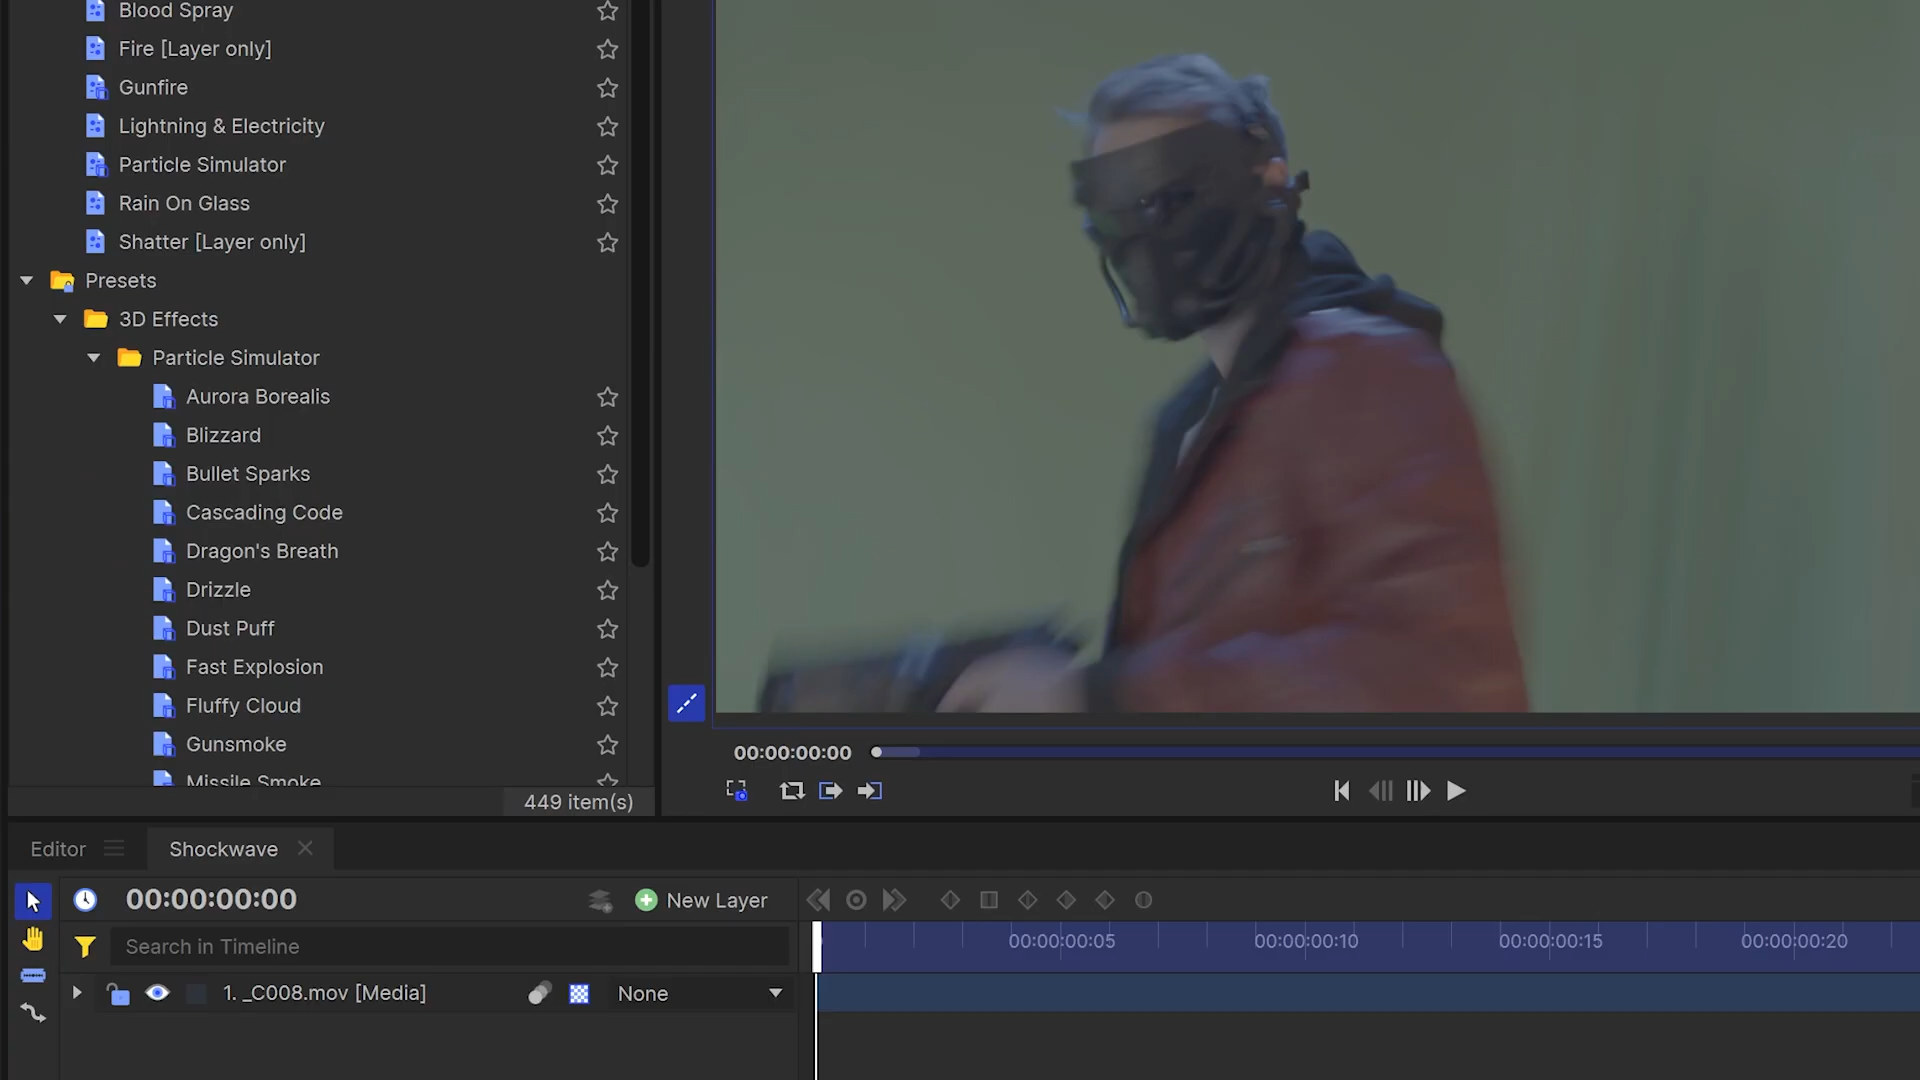 Blood Spray
Fire [Layer only]
Gunfire
Lightning & Electricity
Particle Simulator
Rain On Glass
Shatter [Layer only]
Presets
3D Effects
Particle Simulator
Aurora Borealis
Blizzard
Bullet Sparks
Cascading Code
Dragon's Breath
Drizzle
Dust Puff
Fast Explosion
Fluffy Cloud
Gunsmoke
Missile Smoke
449 item(s)
00:00:00:00
Editor
Shockwave
00:00:00:00
New Layer
Search in Timeline
00:00:00:05
00:00:00:10
00:00:00:15
00:00:00:20
1. _C008.mov [Media]
None